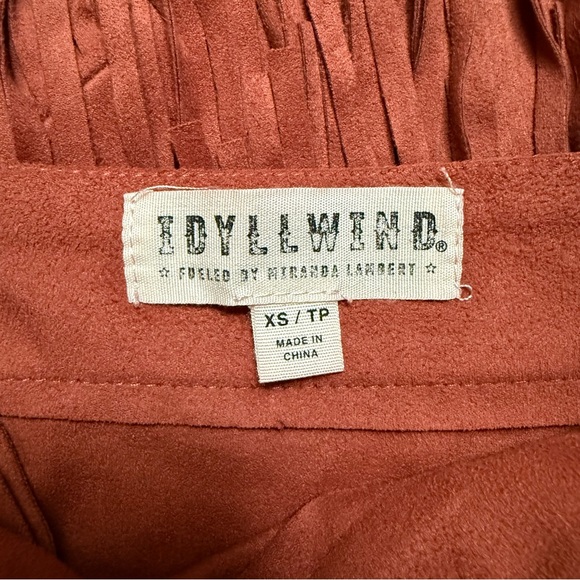 IDYLLWIND®
☆ FUELED BY MIRANDA LAMBERT ☆
XS / TP
MADE IN
CHINA